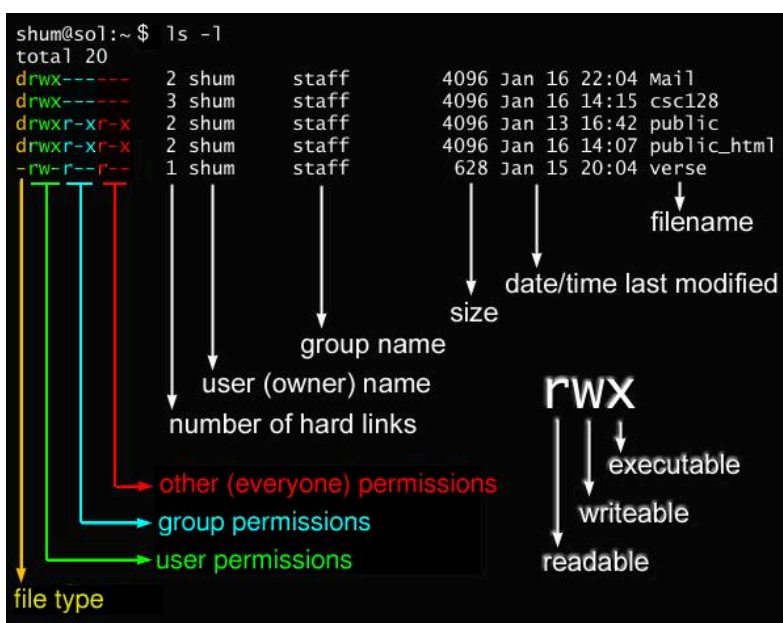 shum@sol:~$ ls -l
total 20
drwx------ 2 shum staff 4096 Jan 16 22:04 Mail
drwx------ 3 shum staff 4096 Jan 16 14:15 csc128
drwxr-xr-x 2 shum staff 4096 Jan 13 16:42 public
drwxr-xr-x 2 shum staff 4096 Jan 16 14:07 public_html
-rw-r--r-- 1 shum staff 628 Jan 15 20:04 verse
filename
date/time last modified
size
group name
user (owner) name
number of hard links
rwx
executable
writeable
readable
other (everyone) permissions
group permissions
user permissions
file type